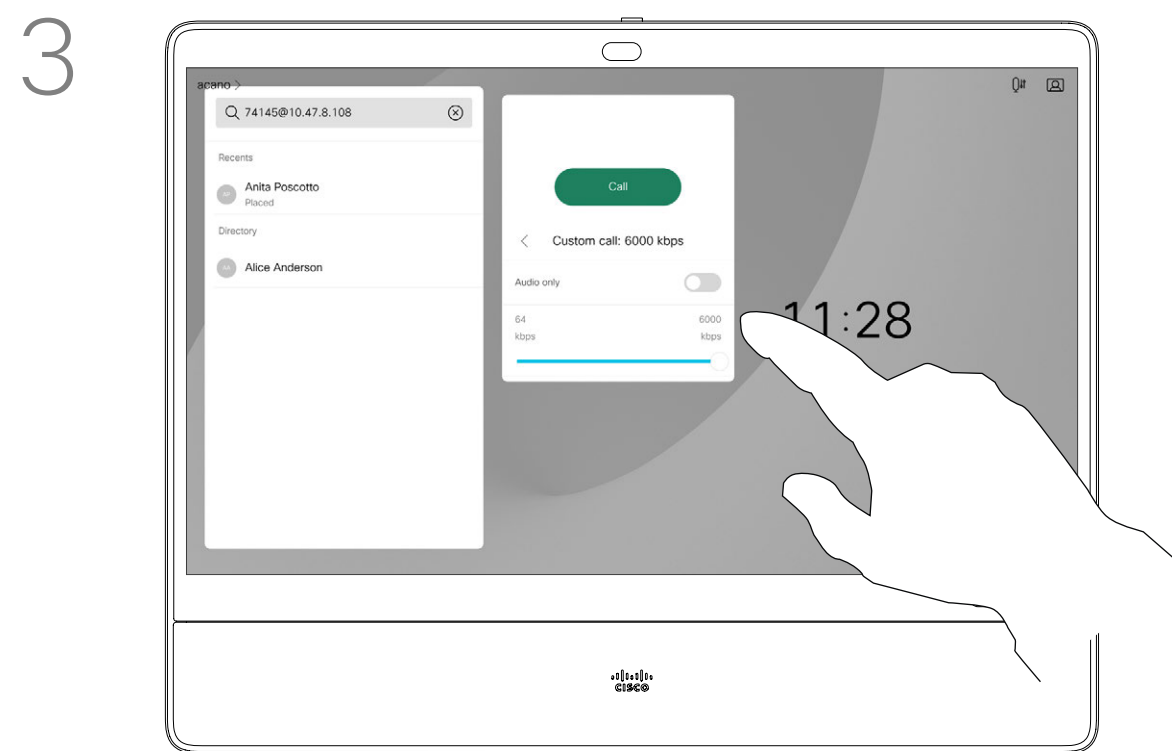 3
acano >
74145@10.47.8.108
Recents
Anita Poscotto
Placed
Directory
AA
Alice Anderson
Call
Custom call: 6000 kbps
Audio only
64 6000
kbps kbps
11:28
CISCO